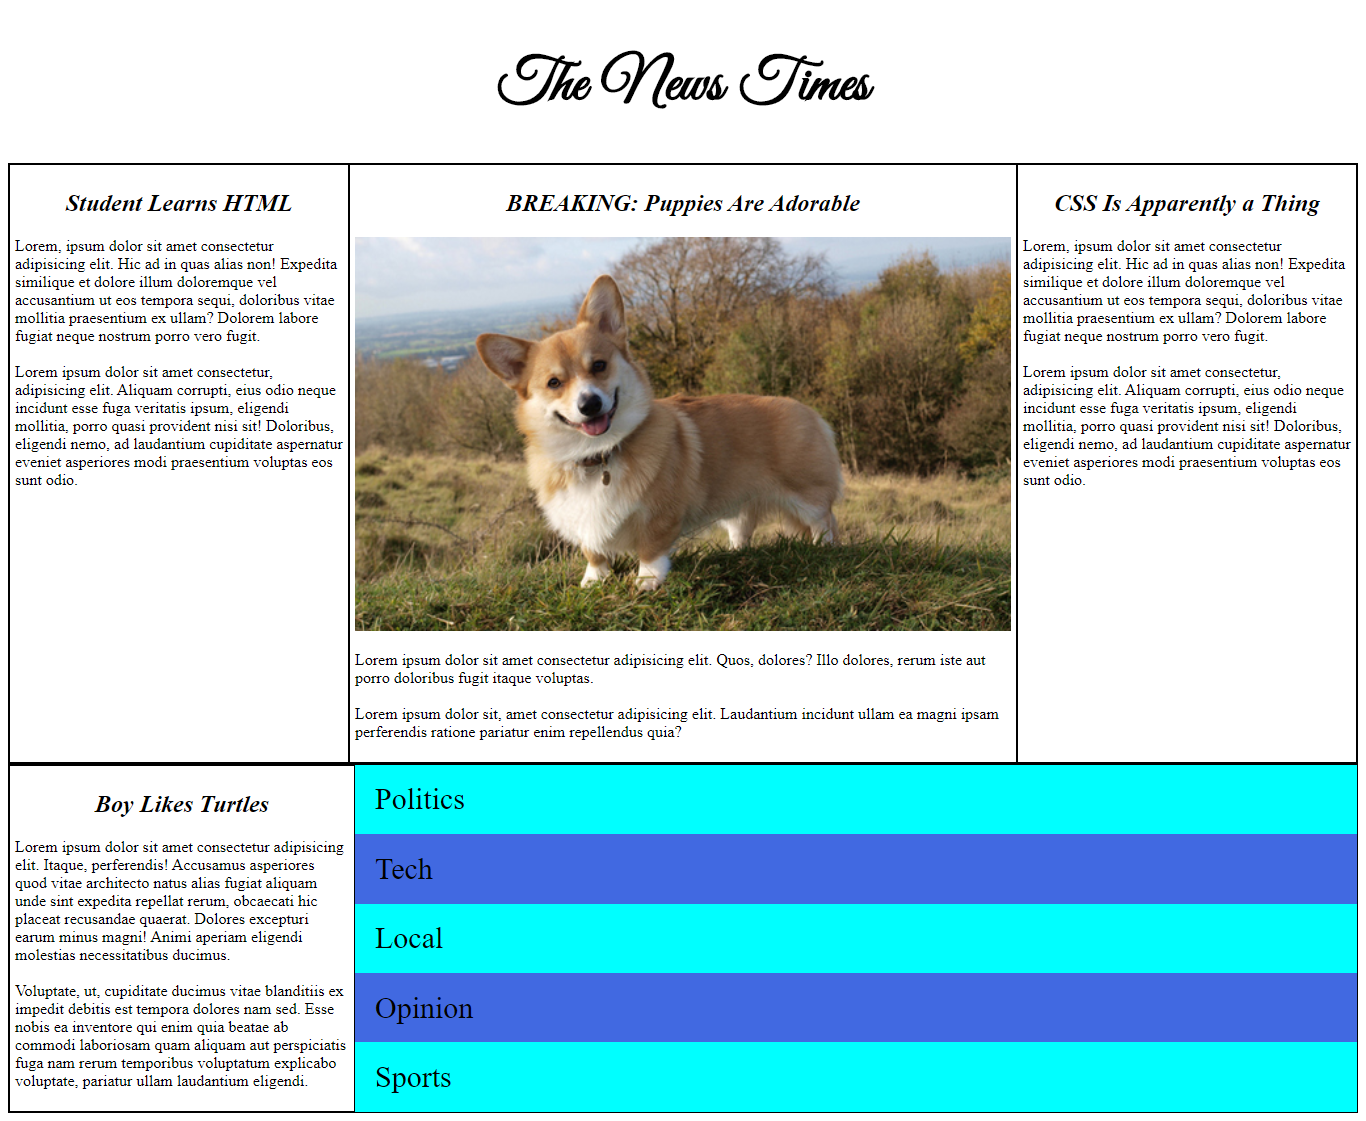 The News Times
Student Learns HTML
Lorem, ipsum dolor sit amet consectetur
adipisicing elit. Hic ad in quas alias non! Expedita
similique et dolore illum doloremque vel
accusantium ut eos tempora sequi, doloribus vitae
mollitia praesentium ex ullam? Dolorem labore
fugiat neque nostrum porro vero fugit.
Lorem ipsum dolor sit amet consectetur,
adipisicing elit. Aliquam corrupti, eius odio neque
incidunt esse fuga veritatis ipsum, eligendi
mollitia, porro quasi provident nisi sit! Doloribus,
eligendi nemo, ad laudantium cupiditate aspernatur
eveniet asperiores modi praesentium voluptas eos
sunt odio.
BREAKING: Puppies Are Adorable
Lorem ipsum dolor sit amet consectetur adipisicing elit. Quos, dolores? Illo dolores, rerum iste aut
porro doloribus fugit itaque voluptas.
Lorem ipsum dolor sit, amet consectetur adipisicing elit. Laudantium incidunt ullam ea magni ipsam
perferendis ratione pariatur enim repellendus quia?
CSS Is Apparently a Thing
Lorem, ipsum dolor sit amet consectetur
adipisicing elit. Hic ad in quas alias non! Expedita
similique et dolore illum doloremque vel
accusantium ut eos tempora sequi, doloribus vitae
mollitia praesentium ex ullam? Dolorem labore
fugiat neque nostrum porro vero fugit.
Lorem ipsum dolor sit amet consectetur,
adipisicing elit. Aliquam corrupti, eius odio neque
incidunt esse fuga veritatis ipsum, eligendi
mollitia, porro quasi provident nisi sit! Doloribus,
eligendi nemo, ad laudantium cupiditate aspernatur
eveniet asperiores modi praesentium voluptas eos
sunt odio.
Boy Likes Turtles
Lorem ipsum dolor sit amet consectetur adipisicing
elit. Itaque, perferendis! Accusamus asperiores
quod vitae architecto natus alias fugiat aliquam
unde sint expedita repellat rerum, obcaecati hic
placeat recusandae quaerat. Dolores excepturi
earum minus magni! Animi aperiam eligendi
molestias necessitatibus ducimus.
Voluptate, ut, cupiditate ducimus vitae blanditiis ex
impedit debitis est tempora dolores nam sed. Esse
nobis ea inventore qui enim quia beatae ab
commodi laboriosam quam aliquam aut perspiciatis
fuga nam rerum temporibus voluptatum explicabo
voluptate, pariatur ullam laudantium eligendi.
Politics
Tech
Local
Opinion
Sports